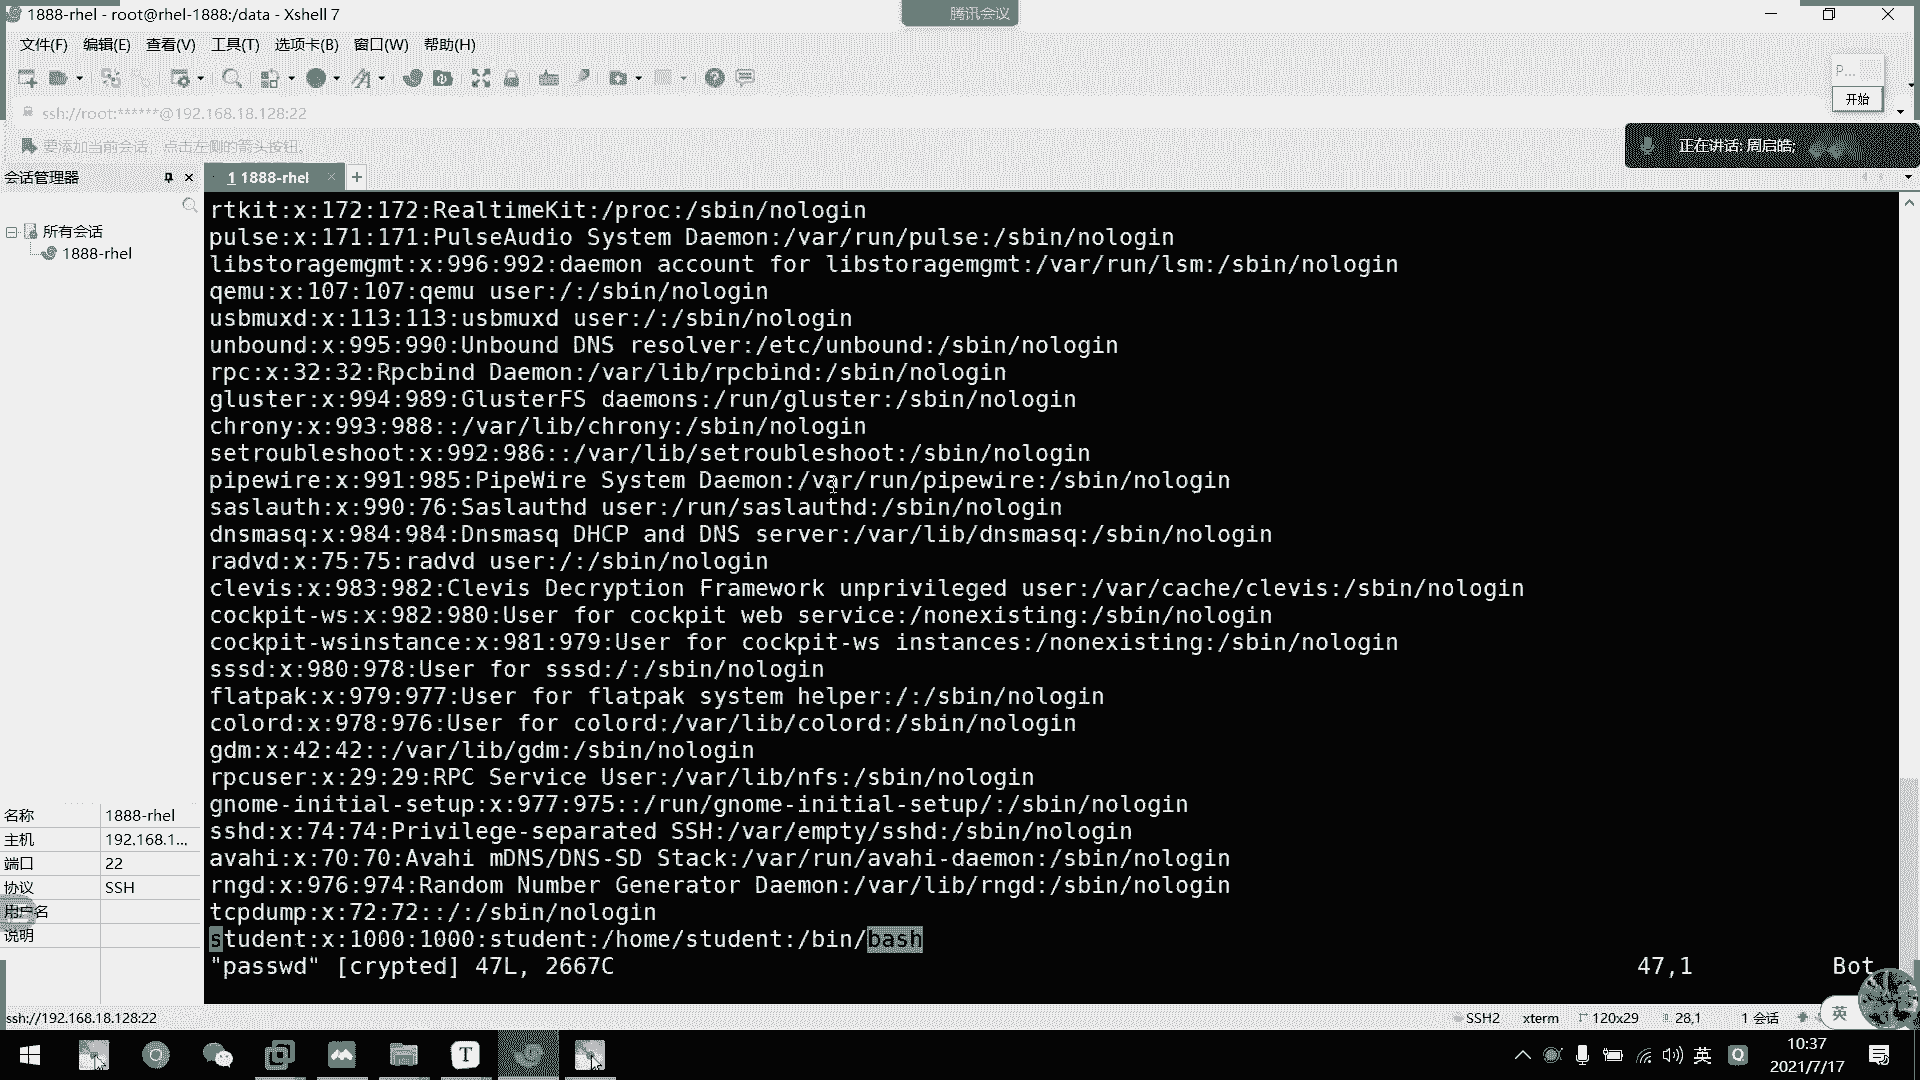 1888-rhel - root@rhel-1888:/data - Xshell 7
腾讯会议
文件(F) 编辑(E) 查看(V) 工具(T) 选项卡(B) 窗口(W) 帮助(H)
P...
开始
ssh://root:******@192.168.18.128:22
要添加当前会话，点击左侧的箭头按钮。
正在讲话: 周启皓;
会话管理器
1 1888-rhel
所有会话
1888-rhel
rtkit:x:172:172:RealtimeKit:/proc:/sbin/nologin
pulse:x:171:171:PulseAudio System Daemon:/var/run/pulse:/sbin/nologin
libstoragemgmt:x:996:992:daemon account for libstoragemgmt:/var/run/lsm:/sbin/nologin
qemu:x:107:107:qemu user:/:/sbin/nologin
usbmuxd:x:113:113:usbmuxd user:/:/sbin/nologin
unbound:x:995:990:Unbound DNS resolver:/etc/unbound:/sbin/nologin
rpc:x:32:32:Rpcbind Daemon:/var/lib/rpcbind:/sbin/nologin
gluster:x:994:989:GlusterFS daemons:/run/gluster:/sbin/nologin
chrony:x:993:988::/var/lib/chrony:/sbin/nologin
setroubleshoot:x:992:986::/var/lib/setroubleshoot:/sbin/nologin
pipewire:x:991:985:PipeWire System Daemon:/var/run/pipewire:/sbin/nologin
saslauth:x:990:76:Saslauthd user:/run/saslauthd:/sbin/nologin
dnsmasq:x:984:984:Dnsmasq DHCP and DNS server:/var/lib/dnsmasq:/sbin/nologin
radvd:x:75:75:radvd user:/:/sbin/nologin
clevis:x:983:982:Clevis Decryption Framework unprivileged user:/var/cache/clevis:/sbin/nologin
cockpit-ws:x:982:980:User for cockpit web service:/nonexisting:/sbin/nologin
cockpit-wsinstance:x:981:979:User for cockpit-ws instances:/nonexisting:/sbin/nologin
sssd:x:980:978:User for sssd:/:/sbin/nologin
flatpak:x:979:977:User for flatpak system helper:/:/sbin/nologin
colord:x:978:976:User for colord:/var/lib/colord:/sbin/nologin
gdm:x:42:42::/var/lib/gdm:/sbin/nologin
rpcuser:x:29:29:RPC Service User:/var/lib/nfs:/sbin/nologin
gnome-initial-setup:x:977:975::/run/gnome-initial-setup/:/sbin/nologin
sshd:x:74:74:Privilege-separated SSH:/var/empty/sshd:/sbin/nologin
avahi:x:70:70:Avahi mDNS/DNS-SD Stack:/var/run/avahi-daemon:/sbin/nologin
rngd:x:976:974:Random Number Generator Daemon:/var/lib/rngd:/sbin/nologin
tcpdump:x:72:72::/:/sbin/nologin
student:x:1000:1000:student:/home/student:/bin/bash
"passwd" [crypted] 47L, 2667C 47,1 Bot
名称 1888-rhel
主机 192.168.1...
端口 22
协议 SSH
用户名
说明
ssh://192.168.18.128:22
SSH2 xterm 120x29 28,1 1 会话
英
T
英
10:37
2021/7/17